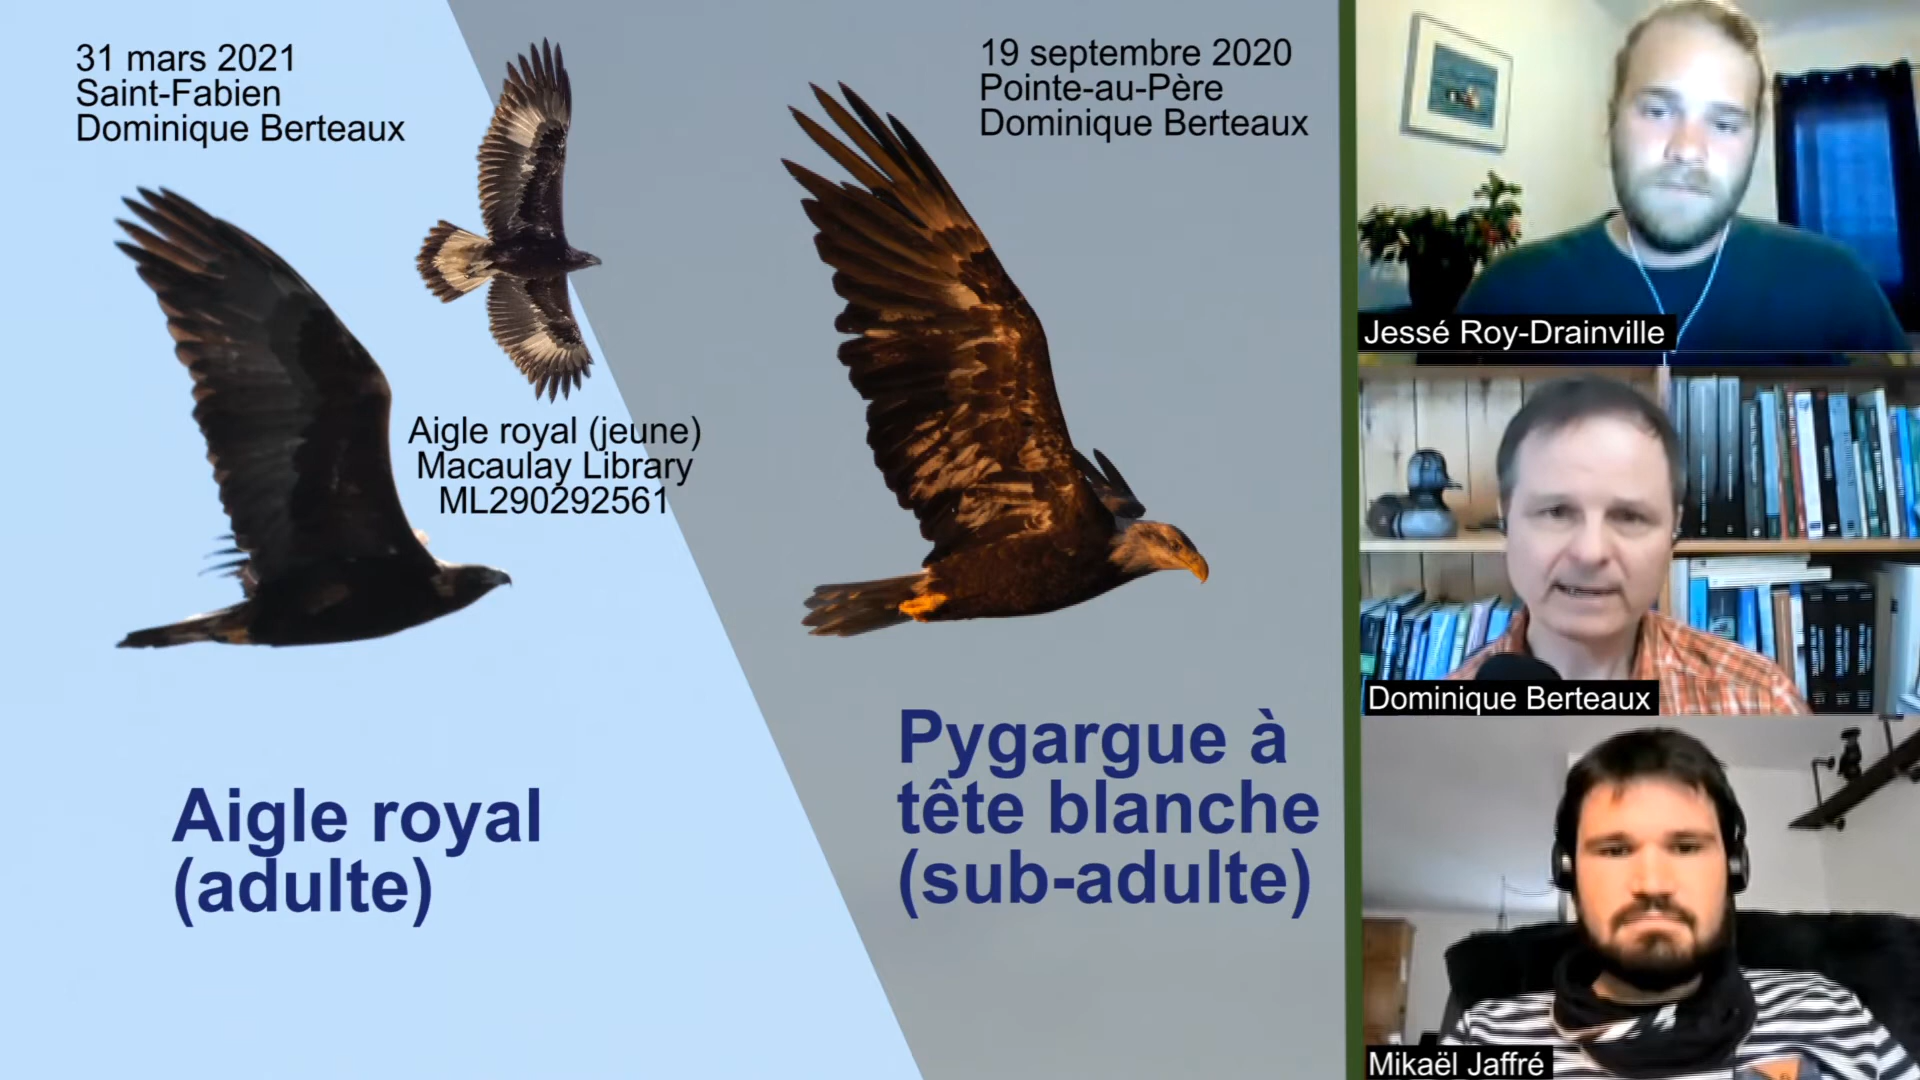 31 mars 2021
Saint-Fabien
Dominique Berteaux
19 septembre 2020
Pointe-au-Père
Dominique Berteaux
Aigle royal (jeune)
Macaulay Library
ML290292561
Aigle royal
(adulte)
Pygargue à
tête blanche
(sub-adulte)
Jessé Roy-Drainville
Dominique Berteaux
Mikaël Jaffré